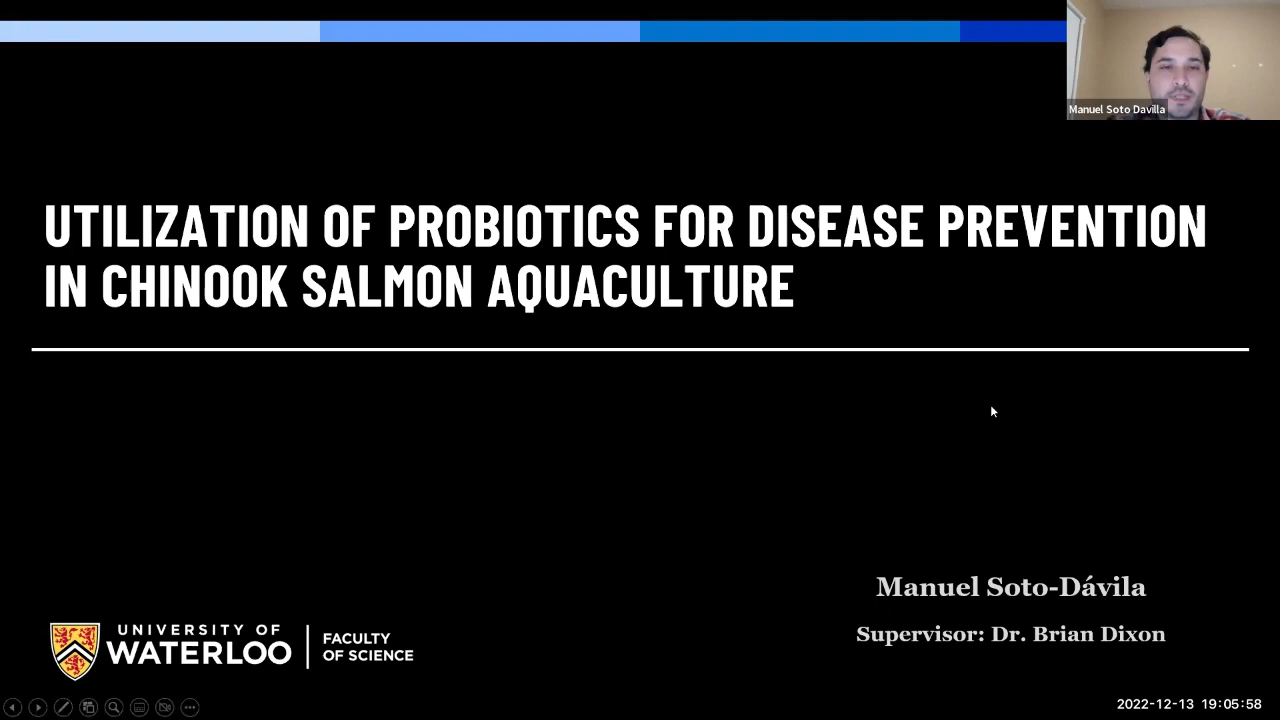 Manuel Soto Davilla
UTILIZATION OF PROBIOTICS FOR DISEASE PREVENTION
IN CHINOOK SALMON AQUACULTURE
Manuel Soto-Dávila
Supervisor: Dr. Brian Dixon
UNIVERSITY OF
WATERLOO
FACULTY
OF SCIENCE
2022-12-13 19:05:58